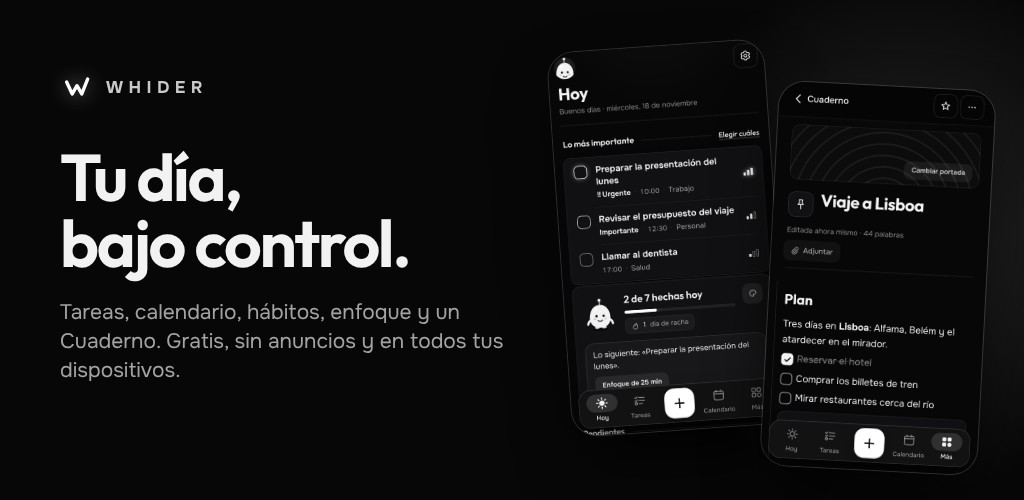 WHIDER
Tu día,
bajo control.
Tareas, calendario, hábitos, enfoque y un
Cuaderno. Gratis, sin anuncios y en todos tus
dispositivos.
Hoy
Buenos días · miércoles, 18 de noviembre
Lo más importante
Elegir cuáles
Preparar la presentación del
lunes
!! Urgente 10:00 · Trabajo
Revisar el presupuesto del viaje
Importante 12:30 · Personal
Llamar al dentista
17:00 · Salud
2 de 7 hechas hoy
1 día de racha
Lo siguiente: «Preparar la presentación del
lunes».
Enfoque de 25 min
Hoy
Tareas
+
Calendario
Más
Pendientes
Cuaderno
Cambiar portada
Viaje a Lisboa
Editada ahora mismo · 44 palabras
Adjuntar
Plan
Tres días en Lisboa: Alfama, Belém y el
atardecer en el mirador.
Reservar el hotel
Comprar los billetes de tren
Mirar restaurantes cerca del río
Hoy
Tareas
+
Calendario
Más